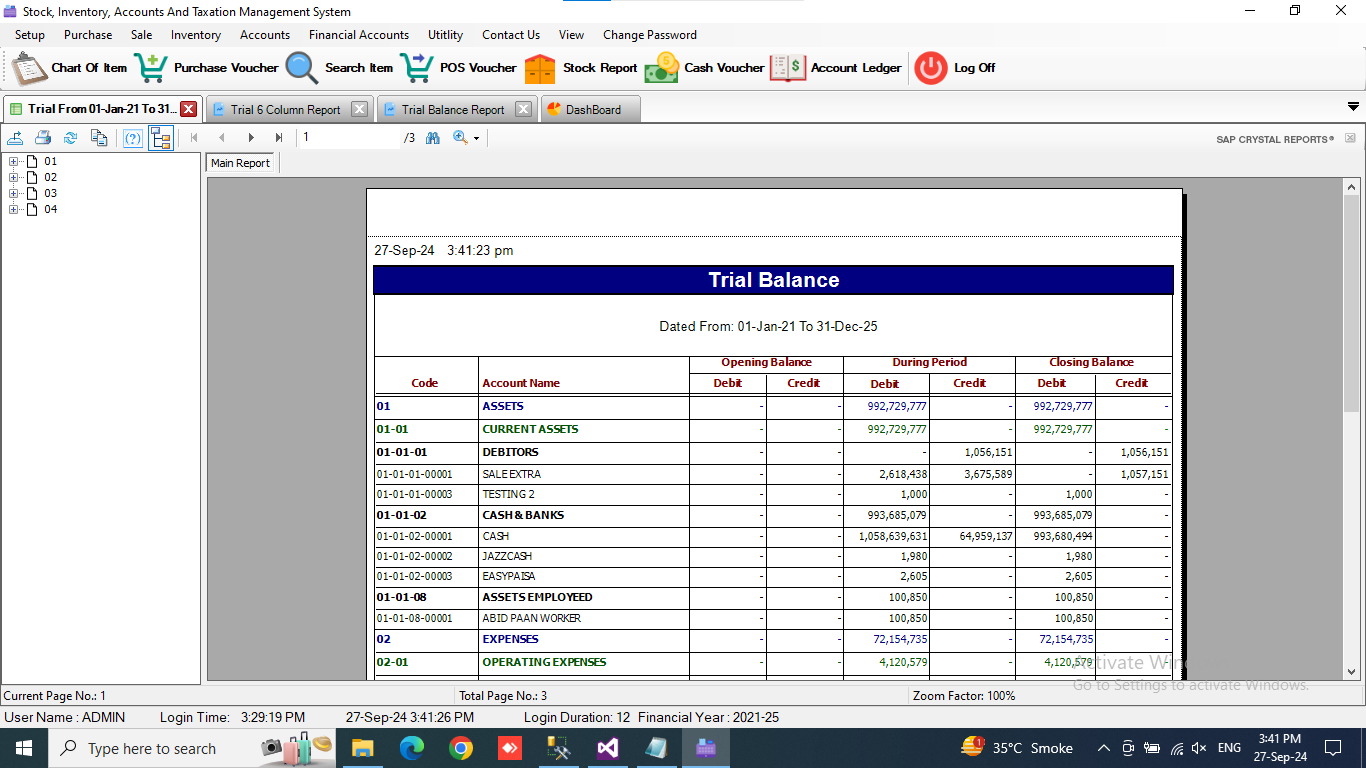 Stock, Inventory, Accounts And Taxation Management System
Setup Purchase Sale Inventory Accounts Financial Accounts Utitlity Contact Us View Change Password
Chart Of Item Purchase Voucher Search Item POS Voucher Stock Report 5 Cash Voucher $ Account Ledger Log Off
Trial From 01-Jan-21 To 31... Trial 6 Column Report Trial Balance Report DashBoard
1 /3 SAP CRYSTAL REPORTS®
01
02
03
04
Main Report
27-Sep-24 3:41:23 pm
Trial Balance
Dated From: 01-Jan-21 To 31-Dec-25
Opening Balance During Period Closing Balance
Code Account Name Debit Credit Debit Credit Debit Credit
01 ASSETS - - 992,729,777 - 992,729,777 -
01-01 CURRENT ASSETS - - 992,729,777 - 992,729,777 -
01-01-01 DEBITORS - - - 1,056,151 - 1,056,151
01-01-01-00001 SALE EXTRA - - 2,618,438 3,675,589 - 1,057,151
01-01-01-00003 TESTING 2 - - 1,000 - 1,000 -
01-01-02 CASH & BANKS - - 993,685,079 - 993,685,079 -
01-01-02-00001 CASH - - 1,058,639,631 64,959,137 993,680,494 -
01-01-02-00002 JAZZCASH - - 1,980 - 1,980 -
01-01-02-00003 EASYPAISA - - 2,605 - 2,605 -
01-01-08 ASSETS EMPLOYEED - - 100,850 - 100,850 -
01-01-08-00001 ABID PAAN WORKER - - 100,850 - 100,850 -
02 EXPENSES - - 72,154,735 - 72,154,735 -
02-01 OPERATING EXPENSES - - 4,120,579 - 4,120,579 -
Activate Win
Go to Settings to activate Windows.
Current Page No.: 1 Total Page No.: 3 Zoom Factor: 100%
User Name : ADMIN Login Time: 3:29:19 PM 27-Sep-24 3:41:26 PM Login Duration: 12 Financial Year : 2021-25
Type here to search 1 35°C Smoke ENG 3:41 PM
27-Sep-24